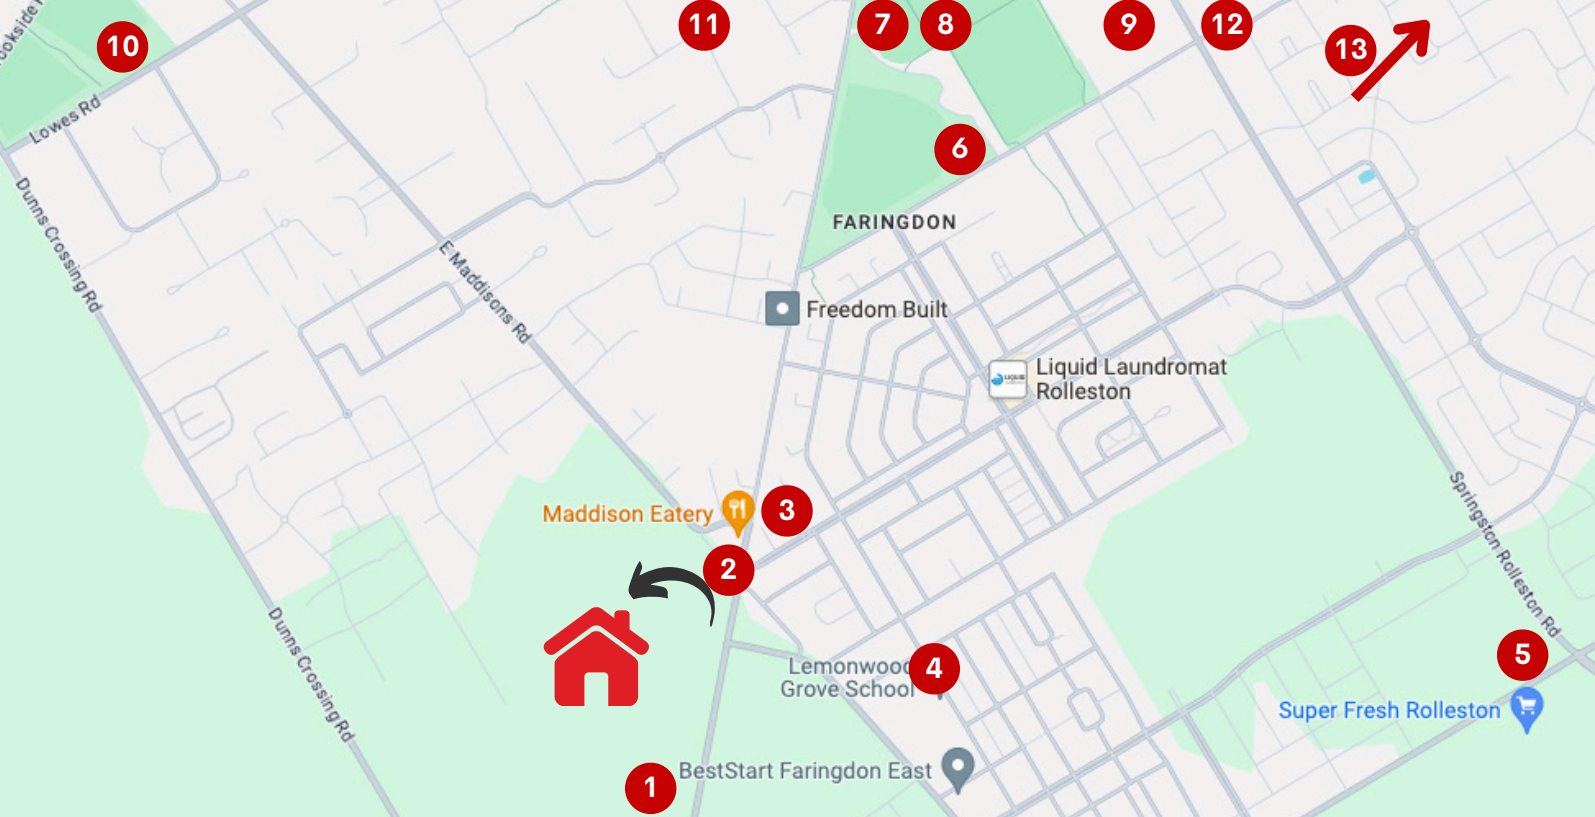 ookside
10
11
7
8
9
12
13
Lowes Rd
6
Dunns Crossing Rd
FARINGDON
E Maddisons Rd
Freedom Built
LIQUID
Liquid Laundromat
Rolleston
Maddison Eatery
3
Springston Rolleston Rd
2
Dunns Crossing Rd
Lemonwood
Grove School
4
5
Super Fresh Rolleston
BestStart Faringdon East
1